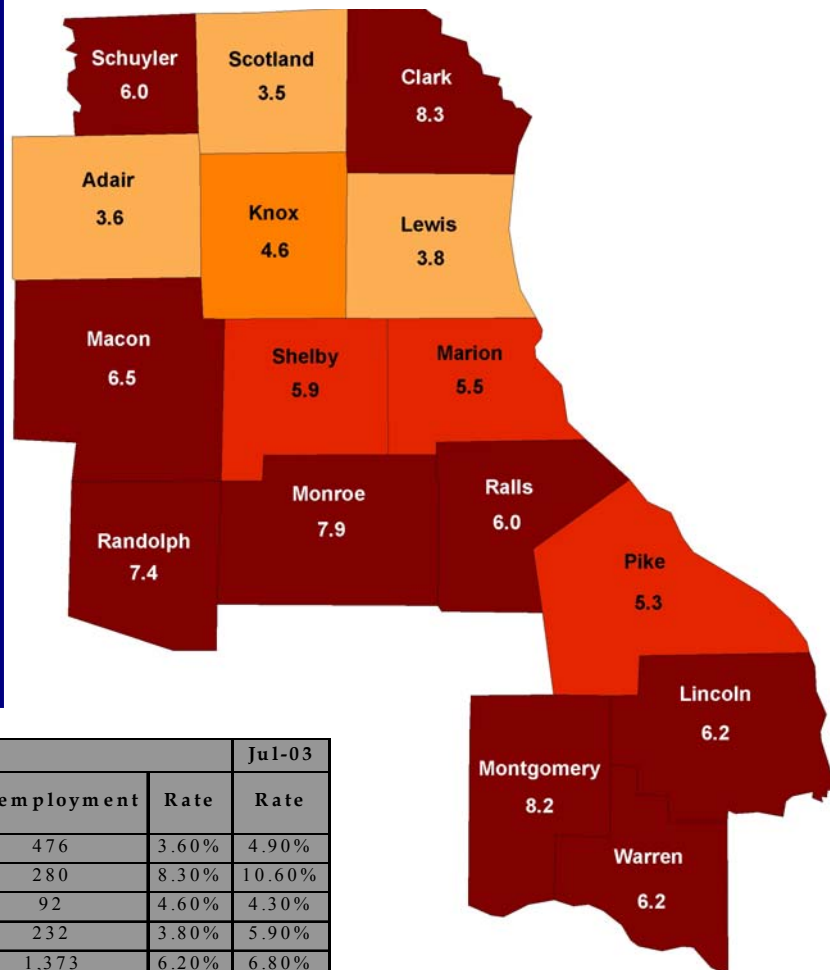 Schuyler
6.0
Scotland
3.5
Clark
8.3
Adair
3.6
Knox
4.6
Lewis
3.8
Macon
6.5
Shelby
5.9
Marion
5.5
Randolph
7.4
Monroe
7.9
Ralls
6.0
Pike
5.3
Lincoln
6.2
Montgomery
8.2
Warren
6.2
Jul-03
employment Rate Rate
476 3.60% 4.90%
280 8.30% 10.60%
92 4.60% 4.30%
232 3.80% 5.90%
1,373 6.20% 6.80%